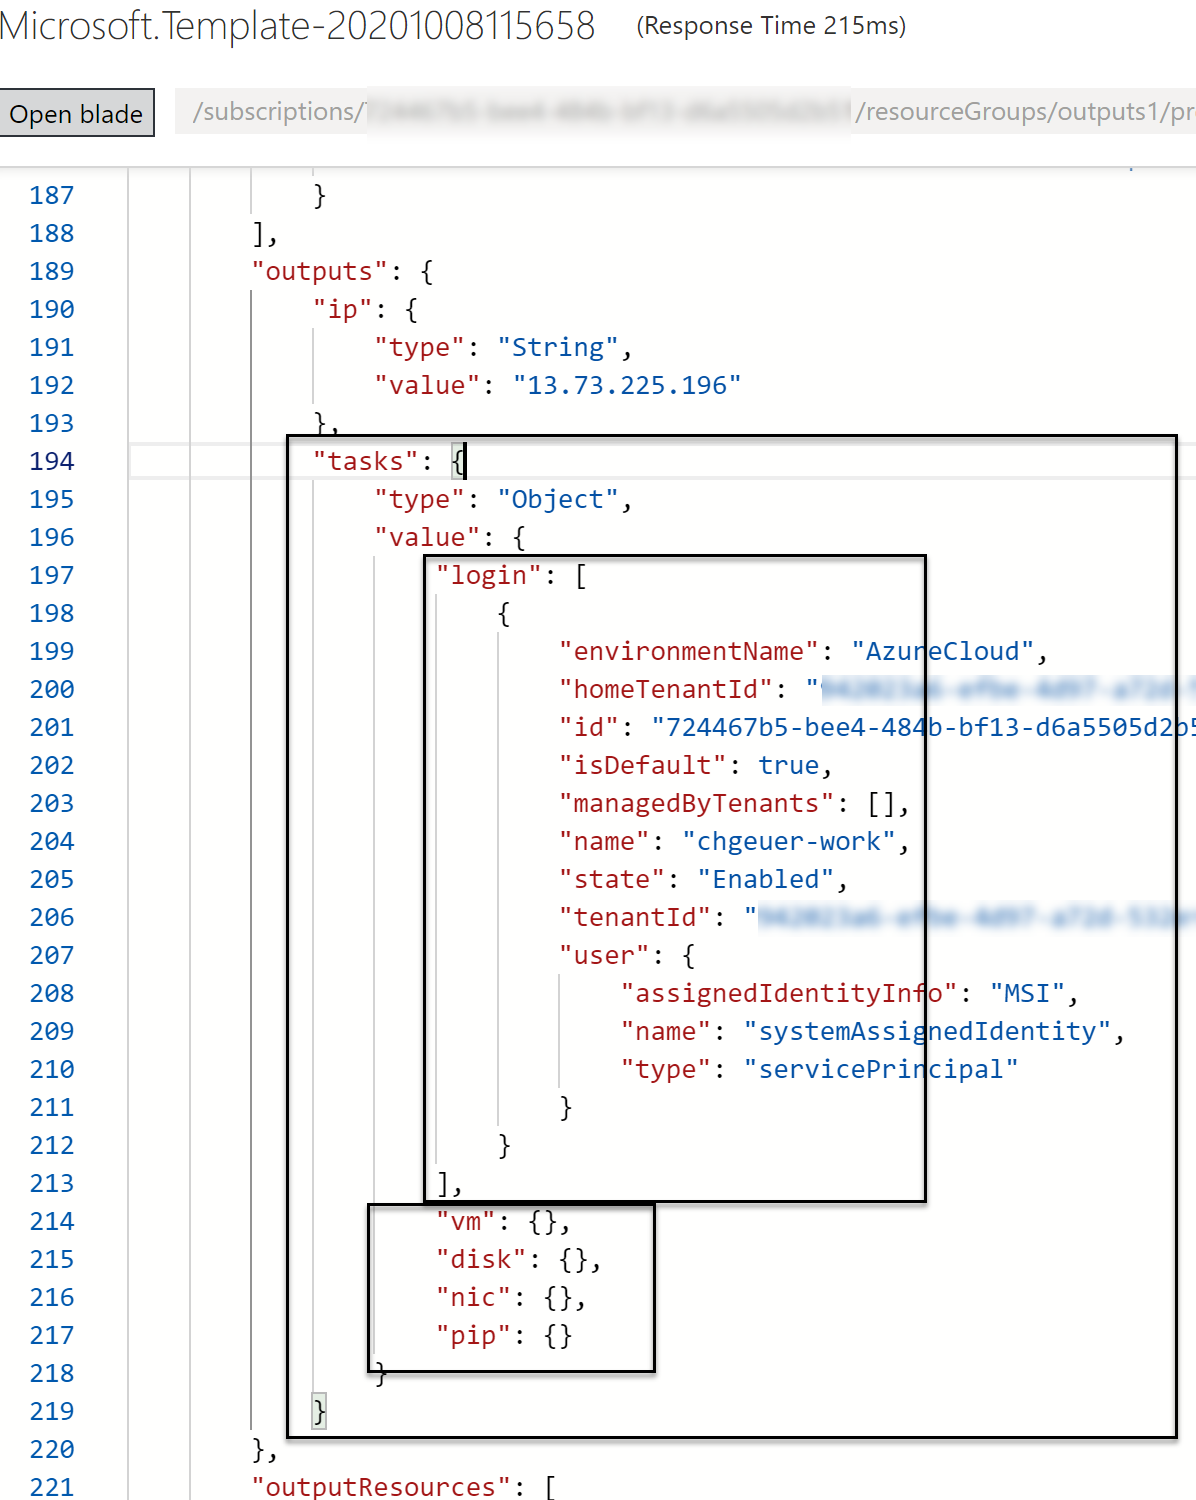 Microsoft.Template-20201008115658 (Response Time 215ms)
Open blade /subscriptions/ /resourceGroups/outputs1/pr
187 }
188 ],
189 "outputs": {
190 "ip": {
191 "type": "String",
192 "value": "13.73.225.196"
193 },
194 "tasks": {
195 "type": "Object",
196 "value": {
197 "login": [
198 {
199 "environmentName": "AzureCloud",
200 "homeTenantId": "
201 "id": "724467b5-bee4-484b-bf13-d6a5505d2b5
202 "isDefault": true,
203 "managedByTenants": [],
204 "name": "chgeuer-work",
205 "state": "Enabled",
206 "tenantId": "
207 "user": {
208 "assignedIdentityInfo": "MSI",
209 "name": "systemAssignedIdentity",
210 "type": "servicePrincipal"
211 }
212 }
213 ],
214 "vm": {},
215 "disk": {},
216 "nic": {},
217 "pip": {}
218 }
219 }
220 },
221 "outputResources": [